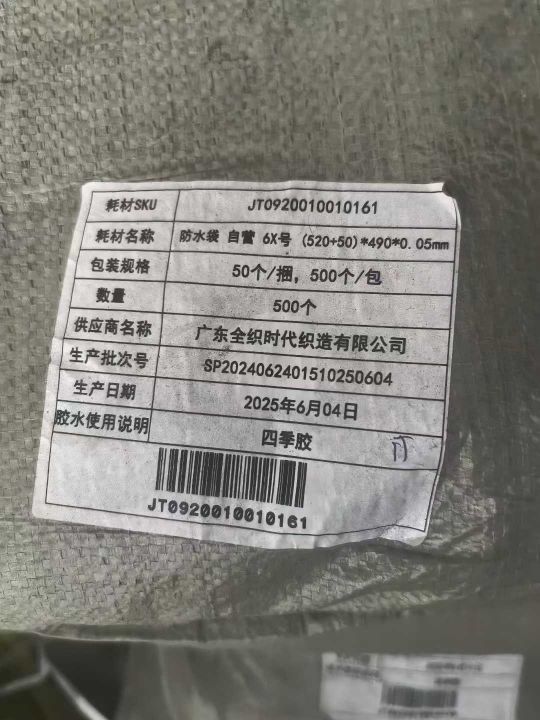 耗材SKU JT0920010010161
耗材名称 防水袋 自营 6X号 (520+50)*490*0.05mm
包装规格 50个/捆，500个/包
数量 500个
供应商名称 广东全织时代织造有限公司
生产批次号 SP2024062401510250604
生产日期 2025年6月04日
胶水使用说明 四季胶
JT0920010010161